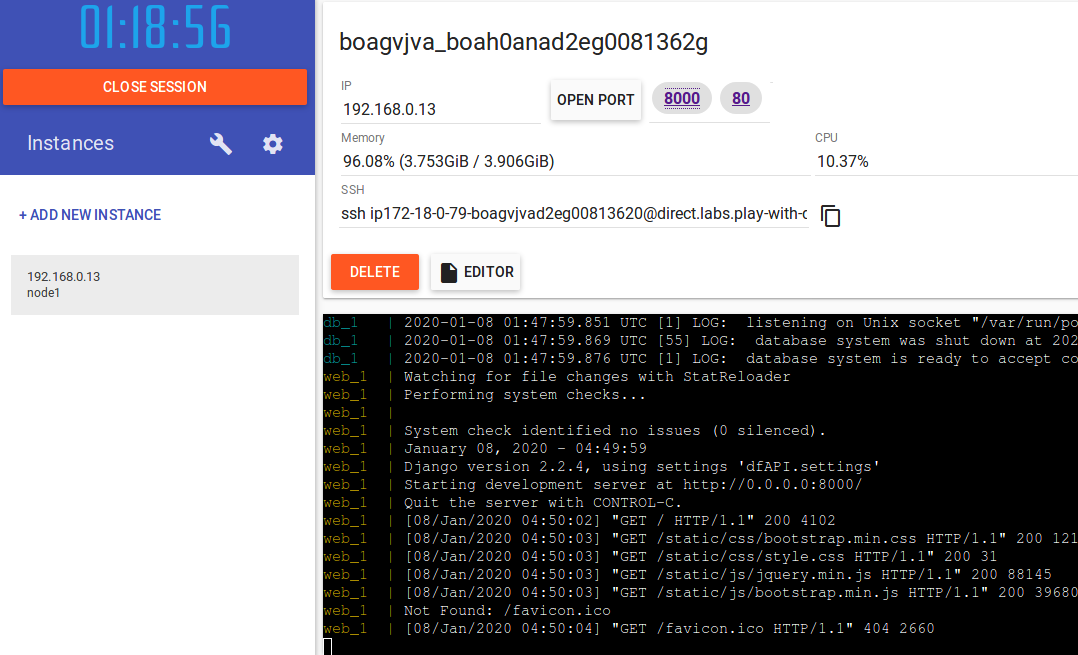 01:18:56
CLOSE SESSION
Instances
+ ADD NEW INSTANCE
192.168.0.13
node1
boagvjva_boah0anad2eg0081362g
IP
192.168.0.13
OPEN PORT
8000
80
Memory
96.08% (3.753GiB / 3.906GiB)
CPU
10.37%
SSH
ssh ip172-18-0-79-boagvjvad2eg00813620@direct.labs.play-with-
DELETE
EDITOR
db_1 | 2020-01-08 01:47:59.851 UTC [1] LOG: listening on Unix socket "/var/run/po
db_1 | 2020-01-08 01:47:59.869 UTC [55] LOG: database system was shut down at 202
db_1 | 2020-01-08 01:47:59.876 UTC [1] LOG: database system is ready to accept co
web_1 | Watching for file changes with StatReloader
web_1 | Performing system checks...
web_1 |
web_1 | System check identified no issues (0 silenced).
web_1 | January 08, 2020 - 04:49:59
web_1 | Django version 2.2.4, using settings 'dfAPI.settings'
web_1 | Starting development server at http://0.0.0.0:8000/
web_1 | Quit the server with CONTROL-C.
web_1 | [08/Jan/2020 04:50:02] "GET / HTTP/1.1" 200 4102
web_1 | [08/Jan/2020 04:50:03] "GET /static/css/bootstrap.min.css HTTP/1.1" 200 121
web_1 | [08/Jan/2020 04:50:03] "GET /static/css/style.css HTTP/1.1" 200 31
web_1 | [08/Jan/2020 04:50:03] "GET /static/js/jquery.min.js HTTP/1.1" 200 88145
web_1 | [08/Jan/2020 04:50:03] "GET /static/js/bootstrap.min.js HTTP/1.1" 200 39680
web_1 | Not Found: /favicon.ico
web_1 | [08/Jan/2020 04:50:04] "GET /favicon.ico HTTP/1.1" 404 2660